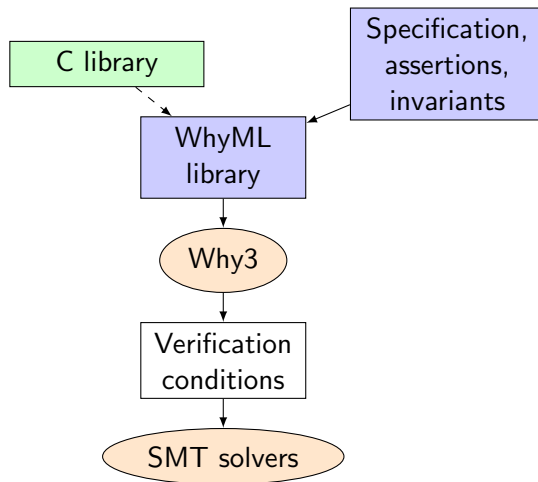 C library
Specification,
assertions,
invariants
WhyML
library
Why3
Verification
conditions
SMT solvers